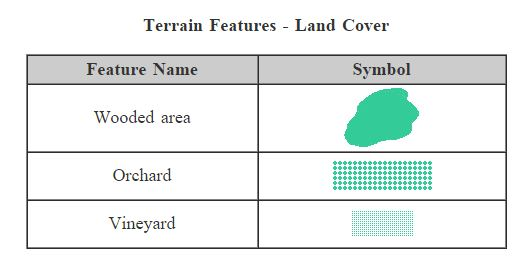 Terrain Features - Land Cover
Feature Name Symbol
Wooded area
Orchard
Vineyard